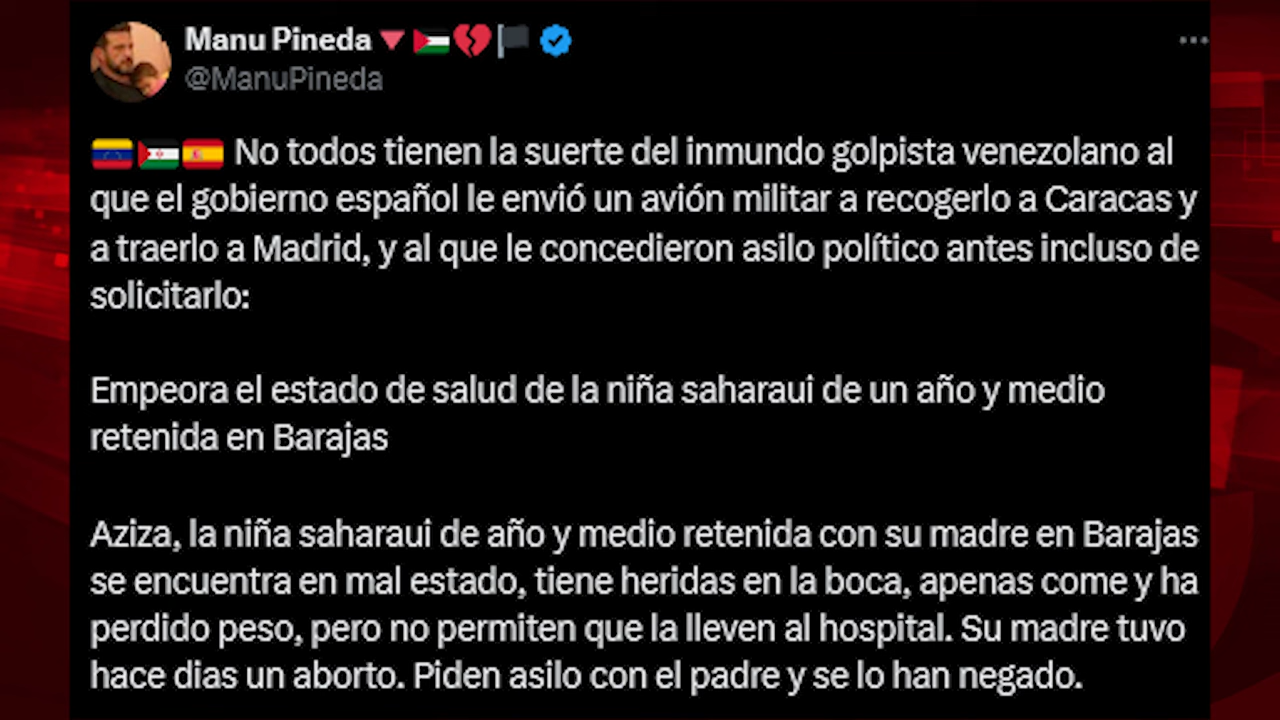 Manu Pineda🔻🇵🇸💔🏴
@ManuPineda
🇻🇪🇪🇭🇪🇸 No todos tienen la suerte del inmundo golpista venezolano al
que el gobierno español le envió un avión militar a recogerlo a Caracas y
a traerlo a Madrid, y al que le concedieron asilo político antes incluso de
solicitarlo:
Empeora el estado de salud de la niña saharaui de un año y medio
retenida en Barajas
Aziza, la niña saharaui de año y medio retenida con su madre en Barajas
se encuentra en mal estado, tiene heridas en la boca, apenas come y ha
perdido peso, pero no permiten que la lleven al hospital. Su madre tuvo
hace dias un aborto. Piden asilo con el padre y se lo han negado.